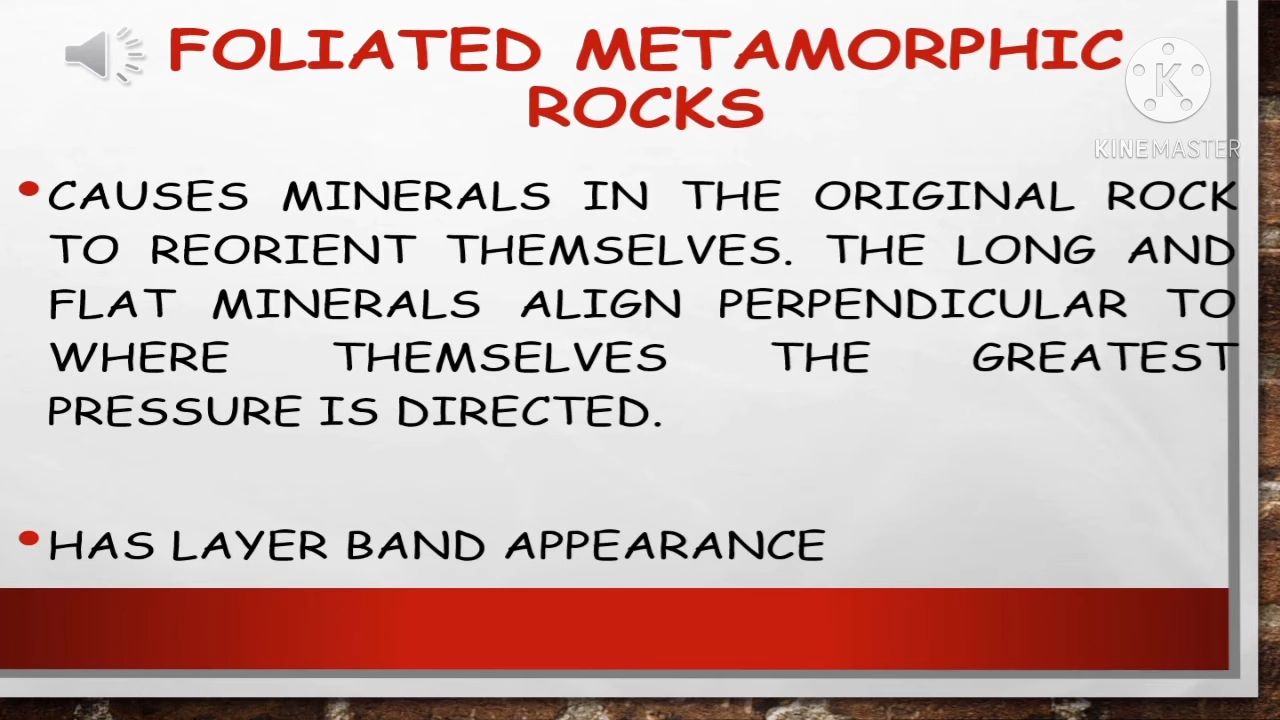 FOLIATED METAMORPHIC
ROCKS
K
KINEMASTER
• CAUSES MINERALS IN THE ORIGINAL ROCK
TO REORIENT THEMSELVES. THE LONG AND
FLAT MINERALS ALIGN PERPENDICULAR TO
WHERE THEMSELVES THE GREATEST
PRESSURE IS DIRECTED.
• HAS LAYER BAND APPEARANCE